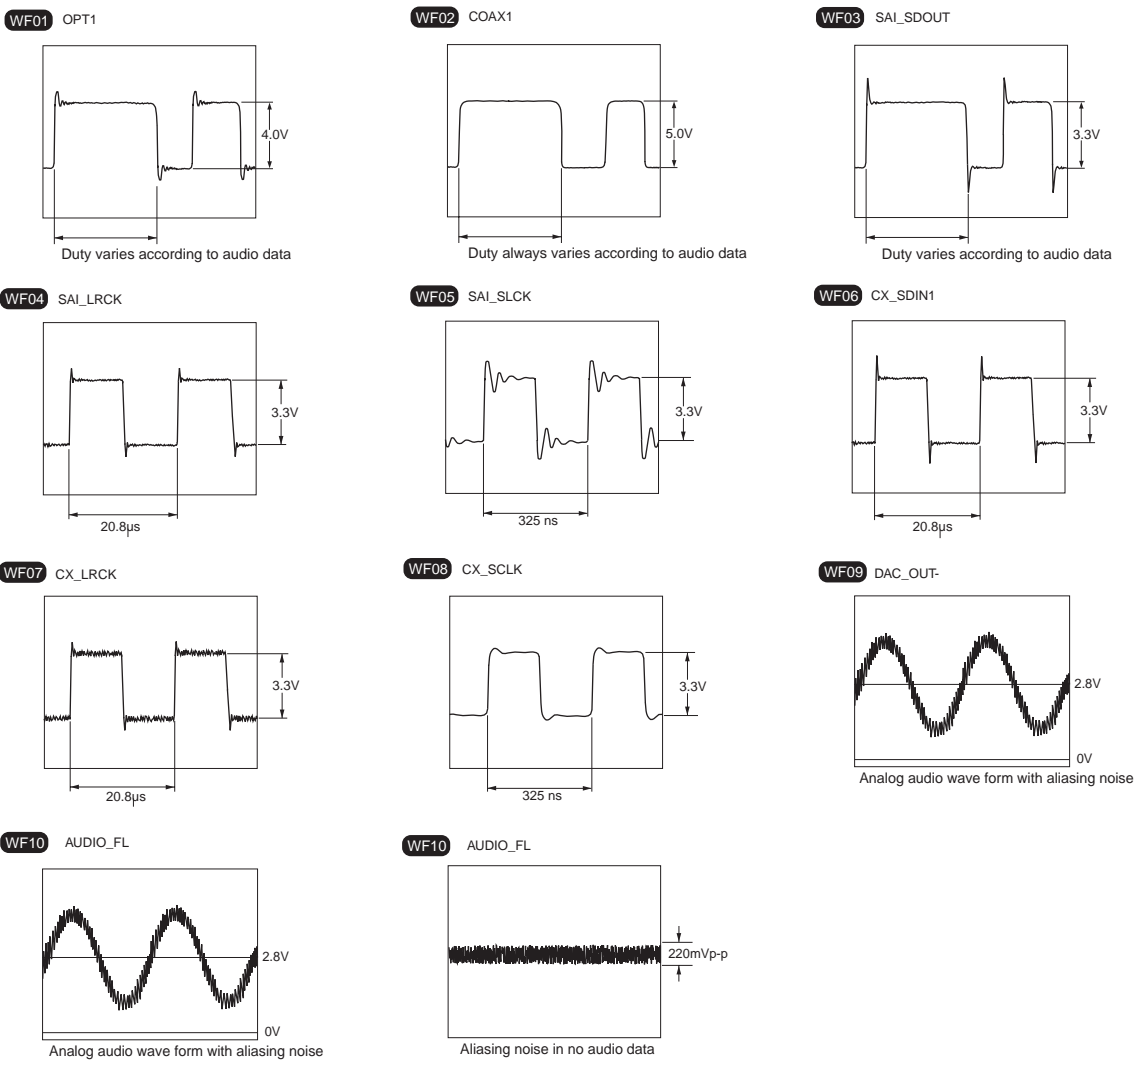 WF01 OPT1
WF02 COAX1
WF03 SAI_SDOUT
4.0V
5.0V
3.3V
Duty varies according to audio data
Duty always varies according to audio data
Duty varies according to audio data
WF04 SAI_LRCK
WF05 SAI_SLCK
WF06 CX_SDIN1
3.3V
3.3V
3.3V
20.8µs
325 ns
20.8µs
WF07 CX_LRCK
WF08 CX_SCLK
WF09 DAC_OUT-
3.3V
3.3V
2.8V
0V
20.8µs
325 ns
Analog audio wave form with aliasing noise
WF10 AUDIO_FL
WF10 AUDIO_FL
2.8V
220mVp-p
0V
Analog audio wave form with aliasing noise
Aliasing noise in no audio data